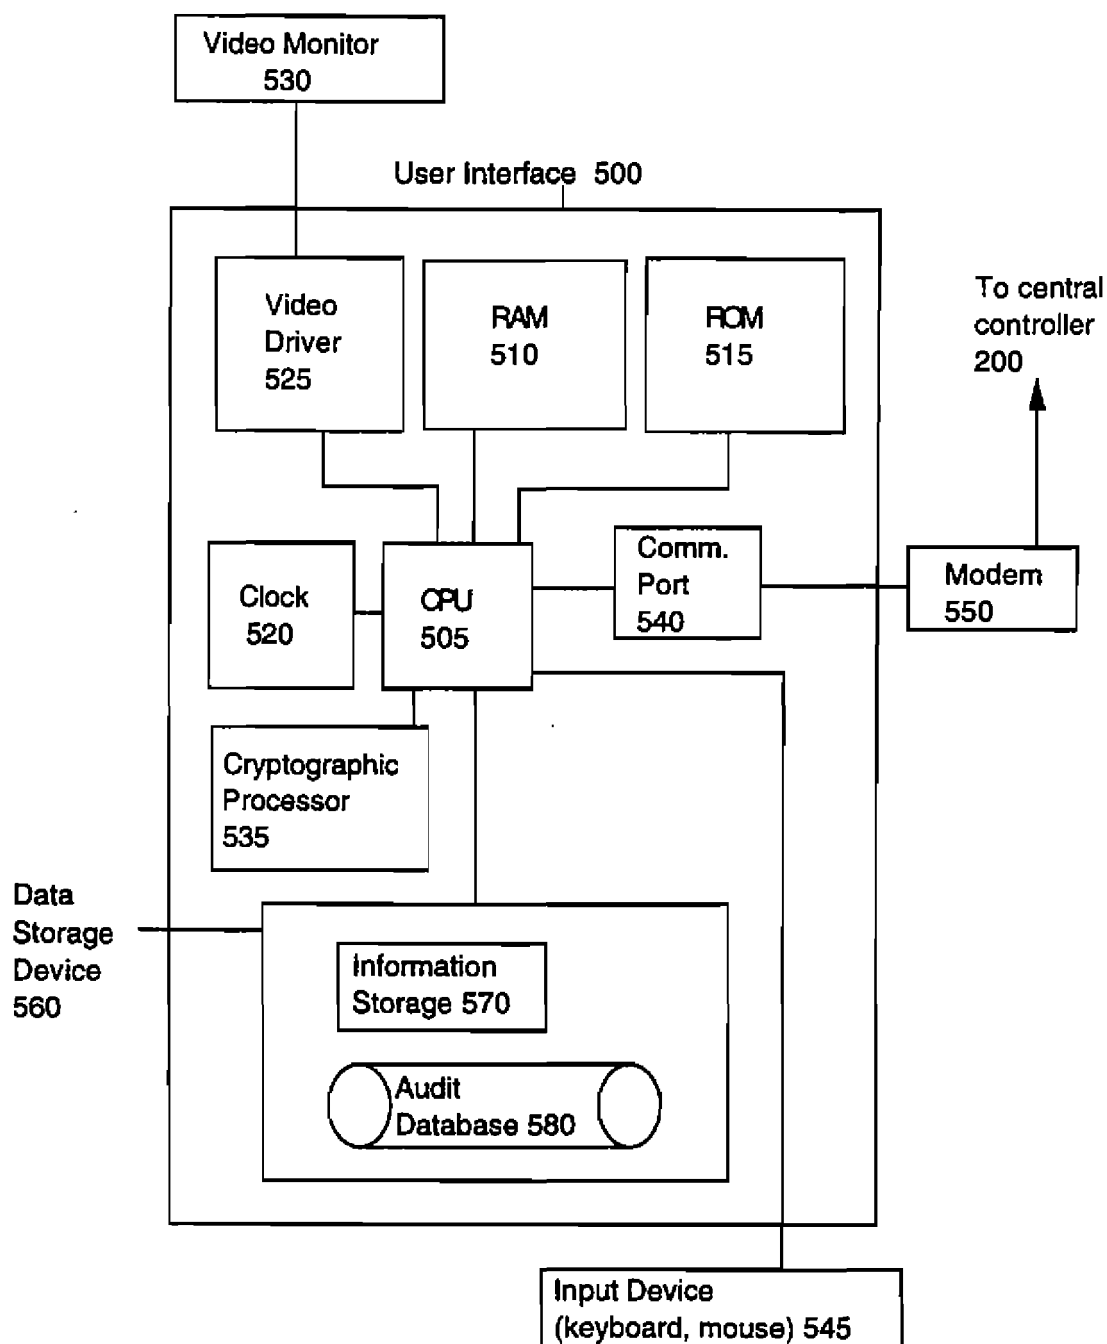 Video Monitor
530
User Interface 500
Video
Driver
525
RAM
510
ROM
515
To central
controller
200
Clock
520
CPU
505
Comm.
Port
540
Modem
550
Cryptographic
Processor
535
Data
Storage
Device
560
Information
Storage 570
Audit
Database 580
Input Device
(keyboard, mouse) 545